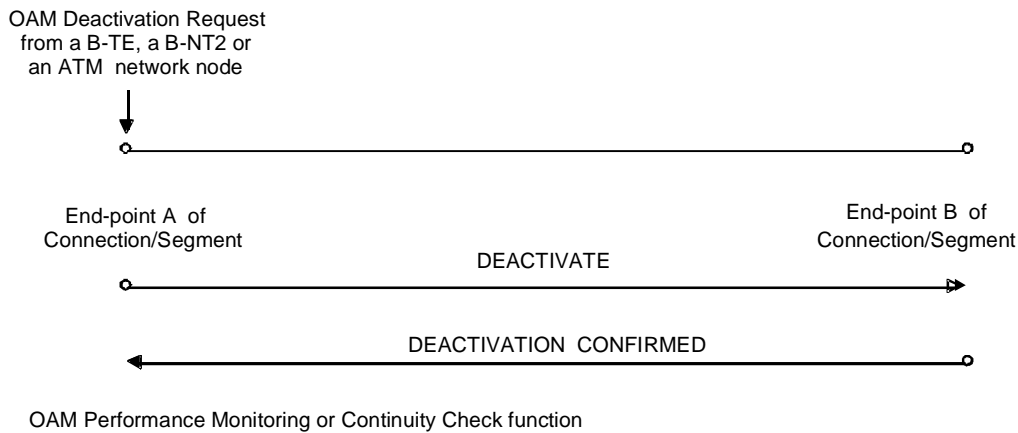 OAM Deactivation Request
from a B-TE, a B-NT2 or
an ATM network node
End-point A of
Connection/Segment
End-point B of
Connection/Segment
DEACTIVATE
DEACTIVATION CONFIRMED
OAM Performance Monitoring or Continuity Check function